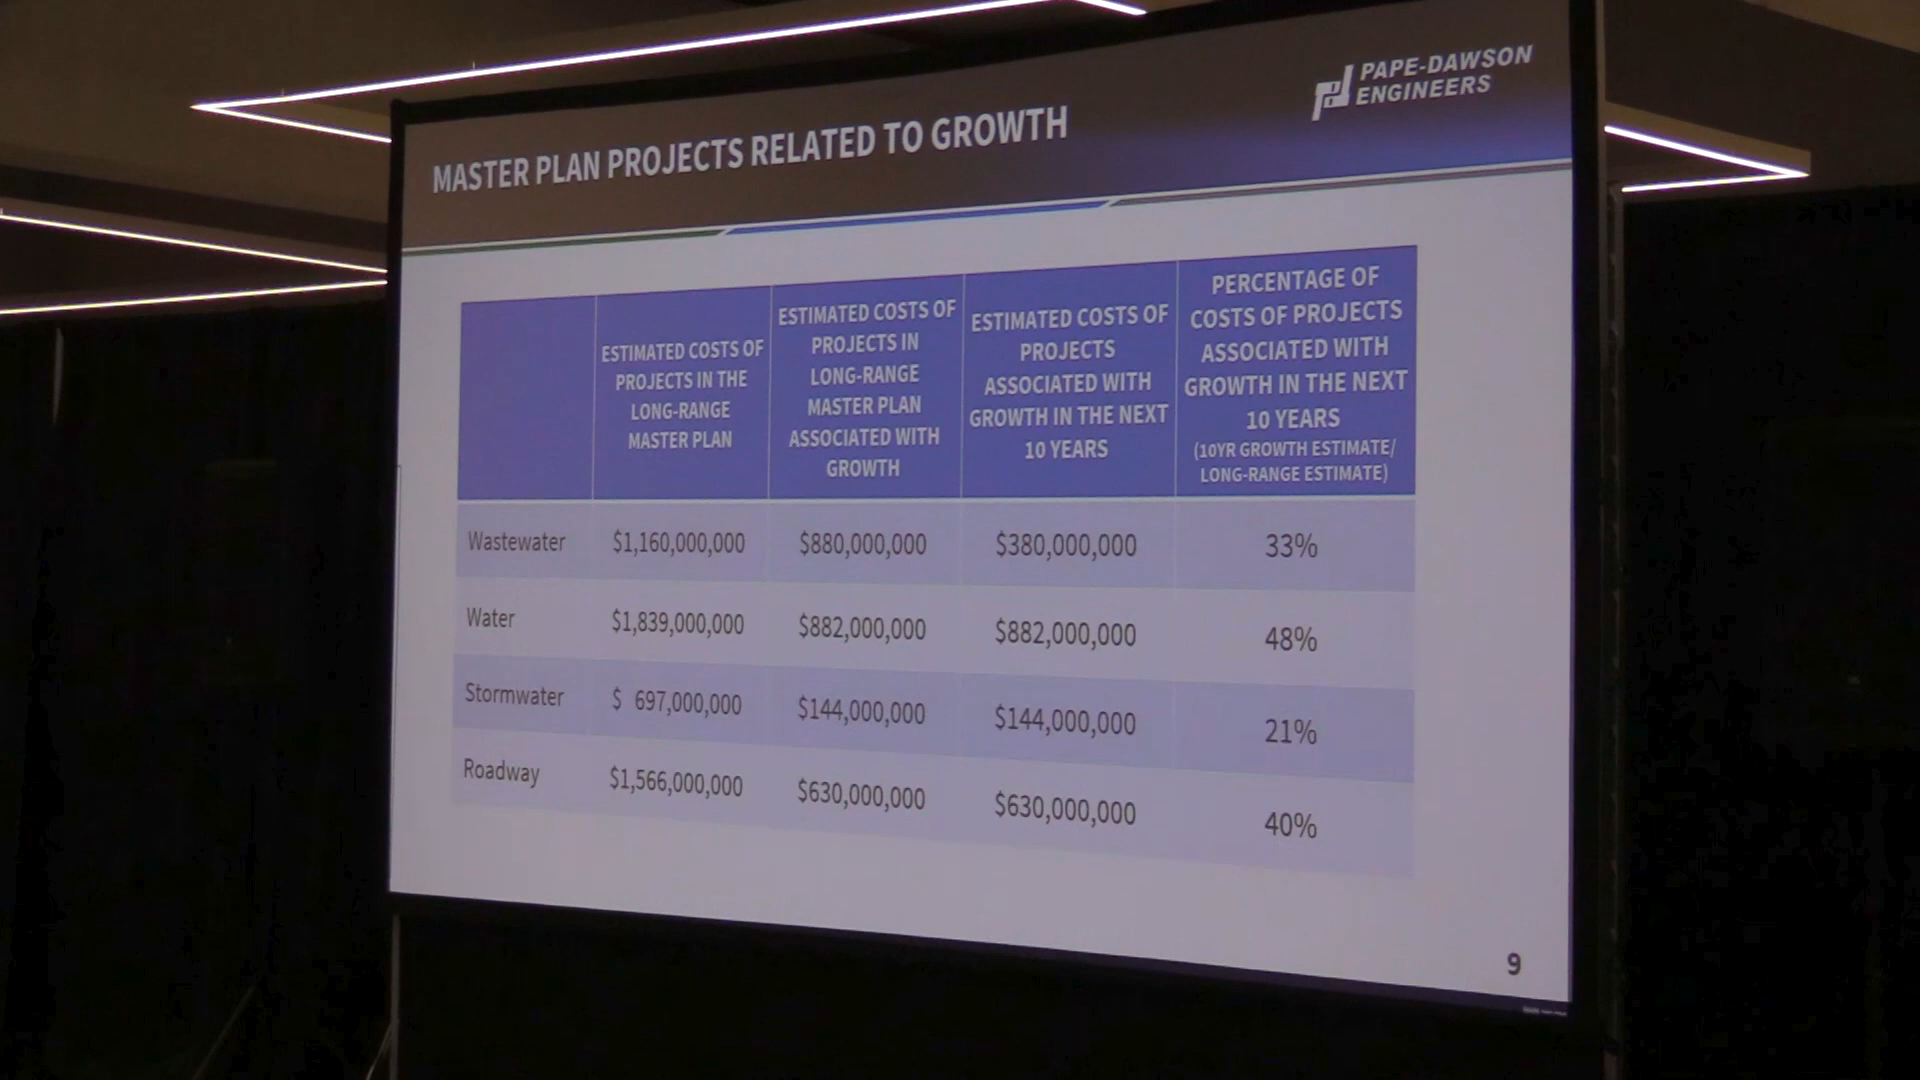 PAPE-DAWSON
ENGINEERS
MASTER PLAN PROJECTS RELATED TO GROWTH
ESTIMATED COSTS OF
PROJECTS IN THE
LONG-RANGE
MASTER PLAN
ESTIMATED COSTS OF
PROJECTS IN
LONG-RANGE
MASTER PLAN
ASSOCIATED WITH
GROWTH
ESTIMATED COSTS OF
PROJECTS
ASSOCIATED WITH
GROWTH IN THE NEXT
10 YEARS
PERCENTAGE OF
COSTS OF PROJECTS
ASSOCIATED WITH
GROWTH IN THE NEXT
10 YEARS
(10YR GROWTH ESTIMATE/
LONG-RANGE ESTIMATE)
Wastewater $1,160,000,000 $880,000,000 $380,000,000 33%
Water $1,839,000,000 $882,000,000 $882,000,000 48%
Stormwater $ 697,000,000 $144,000,000 $144,000,000 21%
Roadway $1,566,000,000 $630,000,000 $630,000,000 40%
9